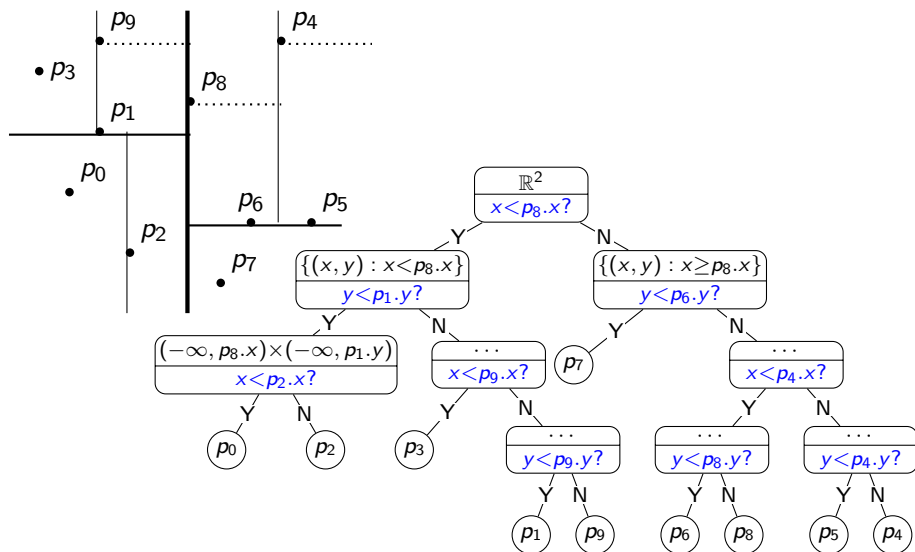 p₉
p₄
p₃
p₈
p₁
p₀
p₆
p₅
p₂
p₇
ℝ²
x<p₈.x?
Y
N
{(x, y) : x<p₈.x}
y<p₁.y?
{(x, y) : x≥p₈.x}
y<p₆.y?
Y
N
Y
N
(−∞, p₈.x)×(−∞, p₁.y)
x<p₂.x?
···
x<p₉.x?
p₇
···
x<p₄.x?
Y
N
Y
N
Y
N
p₀
p₂
p₃
···
y<p₉.y?
···
y<p₈.y?
···
y<p₄.y?
Y
N
Y
N
Y
N
p₁
p₉
p₆
p₈
p₅
p₄